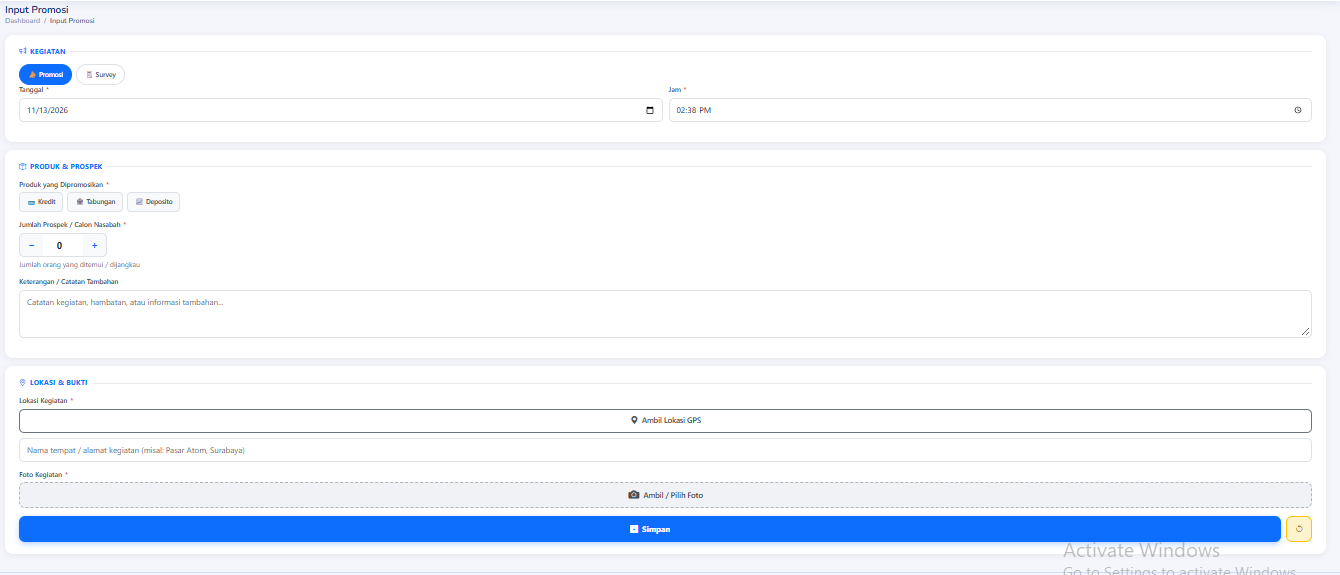 Input Promosi
Dashboard / Input Promosi
KEGIATAN
Promosi Survey
Tanggal * Jam *
11/13/2026 02:38 PM
PRODUK & PROSPEK
Produk yang Dipromosikan *
Kredit Tabungan Deposito
Jumlah Prospek / Calon Nasabah *
− 0 +
Jumlah orang yang ditemui / dijangkau
Keterangan / Catatan Tambahan
Catatan kegiatan, hambatan, atau informasi tambahan...
LOKASI & BUKTI
Lokasi Kegiatan *
Ambil Lokasi GPS
Nama tempat / alamat kegiatan (misal: Pasar Atom, Surabaya)
Foto Kegiatan *
Ambil / Pilih Foto
Simpan
Activate Windows
Go to Settings to activate Windows.